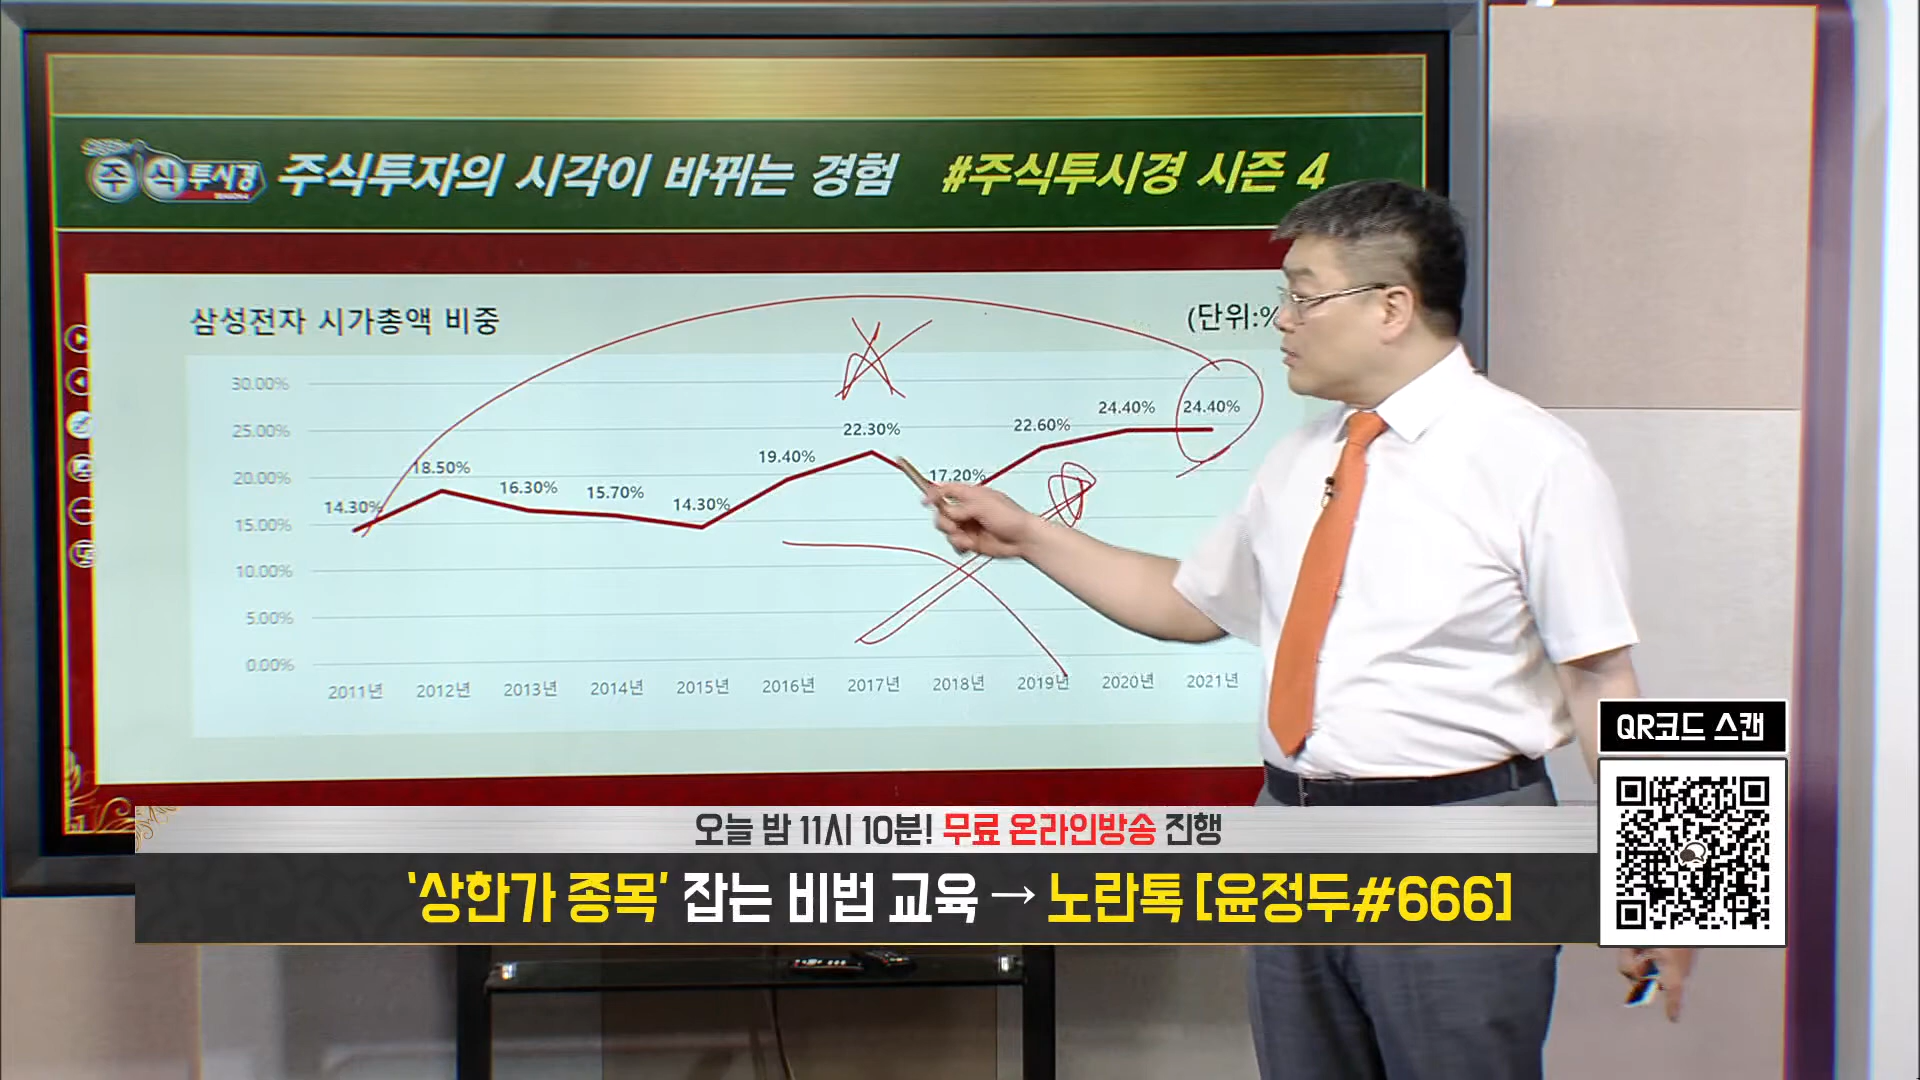 주식투시경 주식투자의 시각이 바뀌는 경험 #주식투시경 시즌 4
삼성전자 시가총액 비중 (단위:%
30.00%
25.00%
20.00%
15.00%
10.00%
5.00%
0.00%
14.30% 18.50% 16.30% 15.70% 14.30% 19.40% 22.30% 17.20% 22.60% 24.40% 24.40%
2011년 2012년 2013년 2014년 2015년 2016년 2017년 2018년 2019년 2020년 2021년
QR코드 스캔
오늘 밤 11시 10분! 무료 온라인방송 진행
'상한가 종목' 잡는 비법 교육 → 노란톡 [윤정두#666]